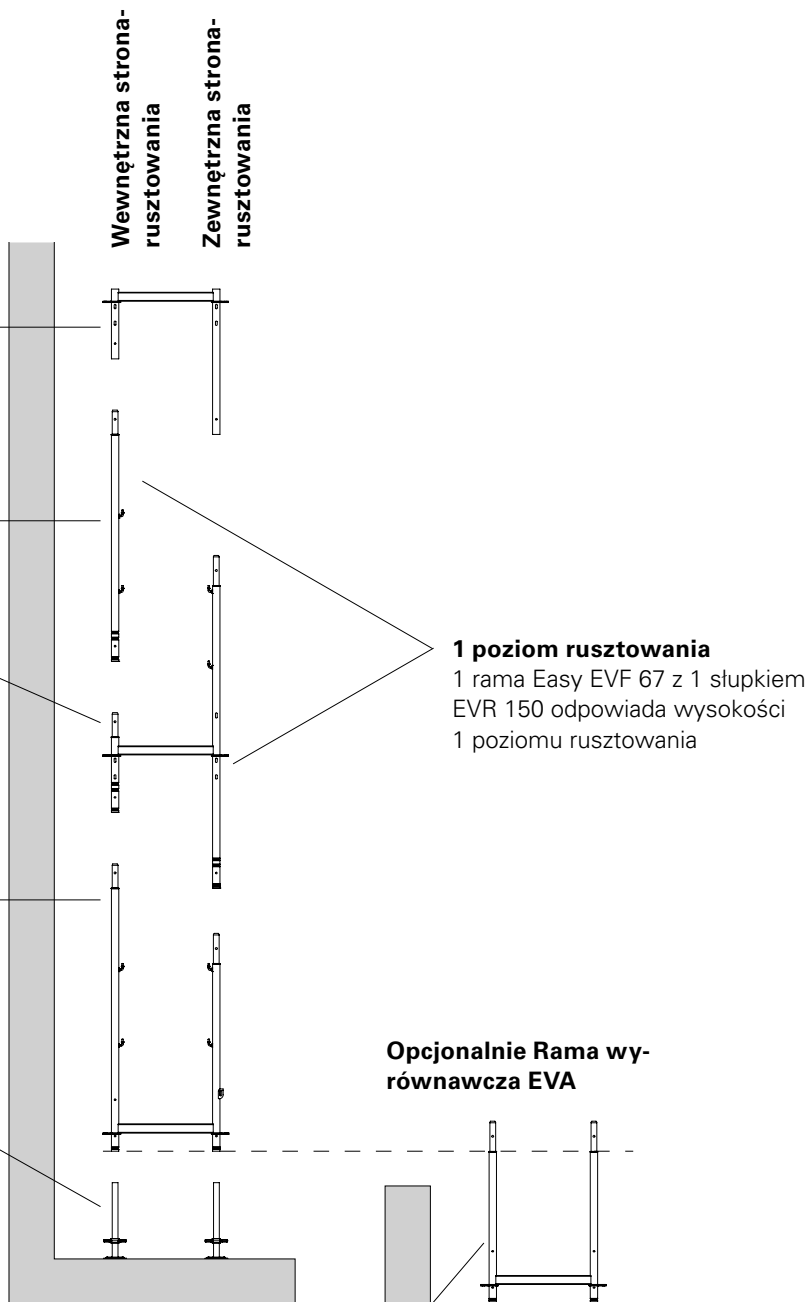 Wewnętrzna strona-
rusztowania
Zewnętrzna strona-
rusztowania
1 poziom rusztowania
1 rama Easy EVF 67 z 1 słupkiem
EVR 150 odpowiada wysokości
1 poziomu rusztowania
Opcjonalnie Rama wy-
równawcza EVA